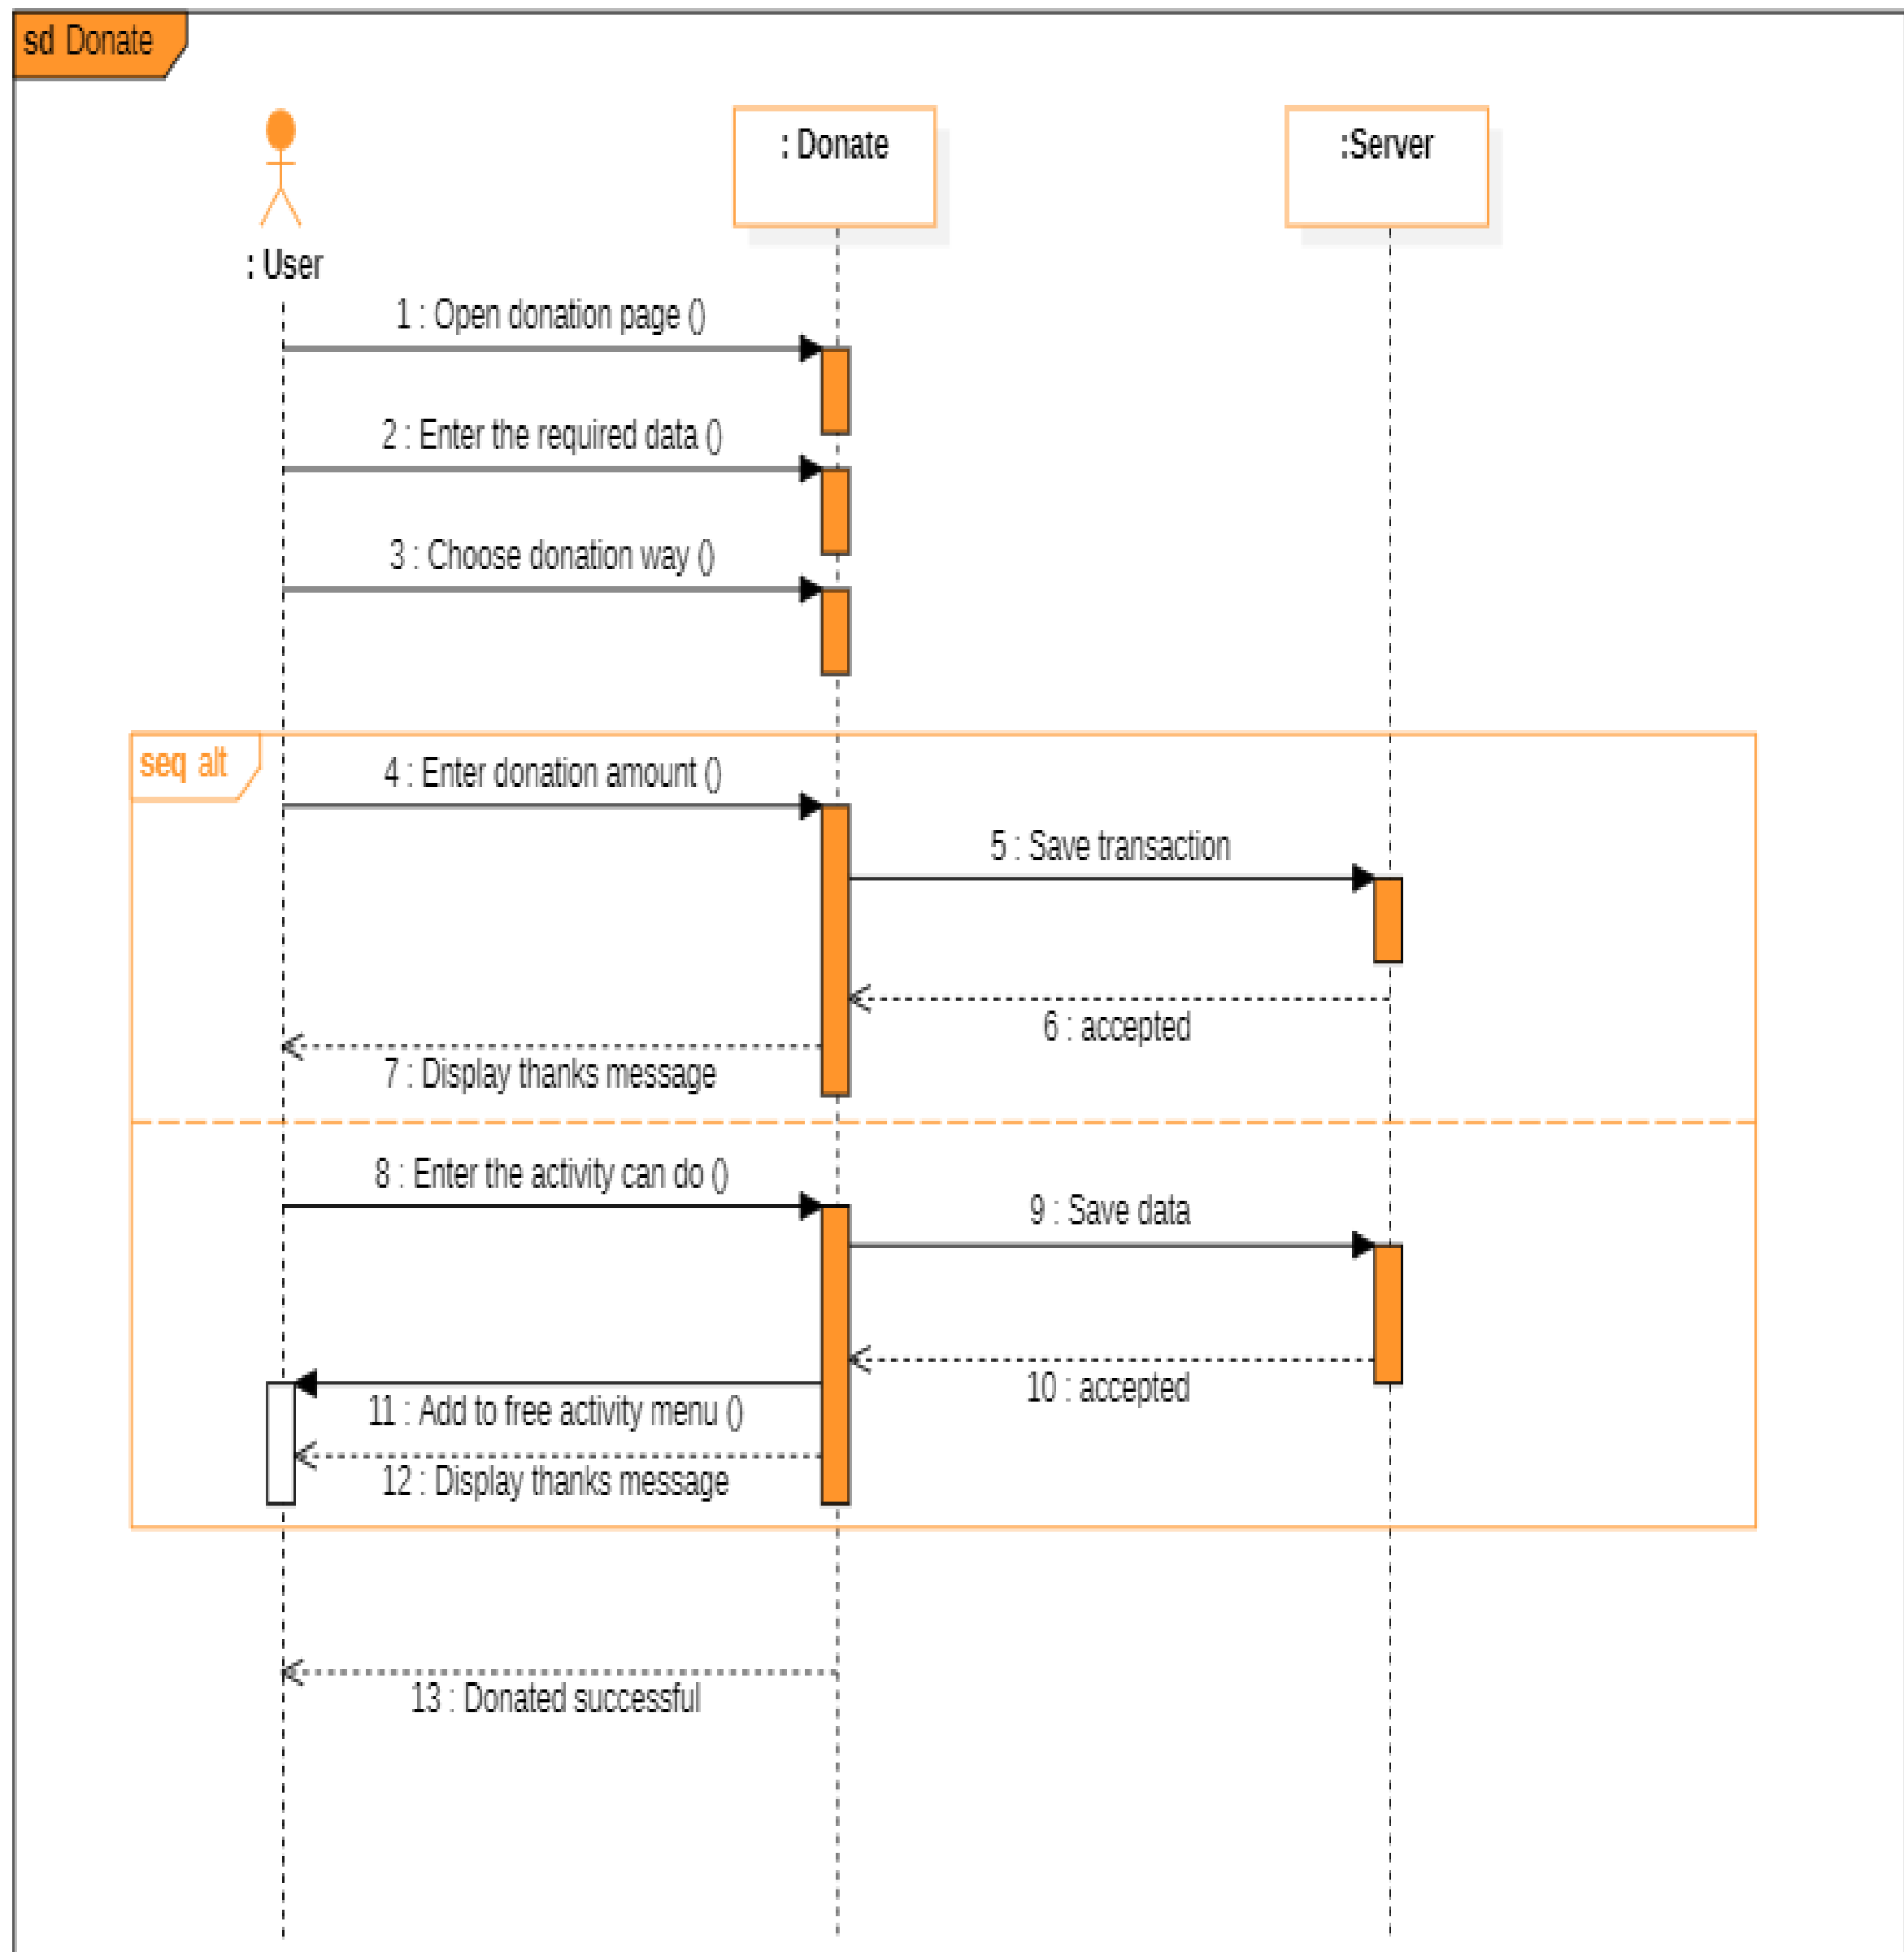 sd Donate
: User
: Donate
:Server
1 : Open donation page ()
2 : Enter the required data ()
3 : Choose donation way ()
seq alt
4 : Enter donation amount ()
5 : Save transaction
6 : accepted
7 : Display thanks message
8 : Enter the activity can do ()
9 : Save data
10 : accepted
11 : Add to free activity menu ()
12 : Display thanks message
13 : Donated successful